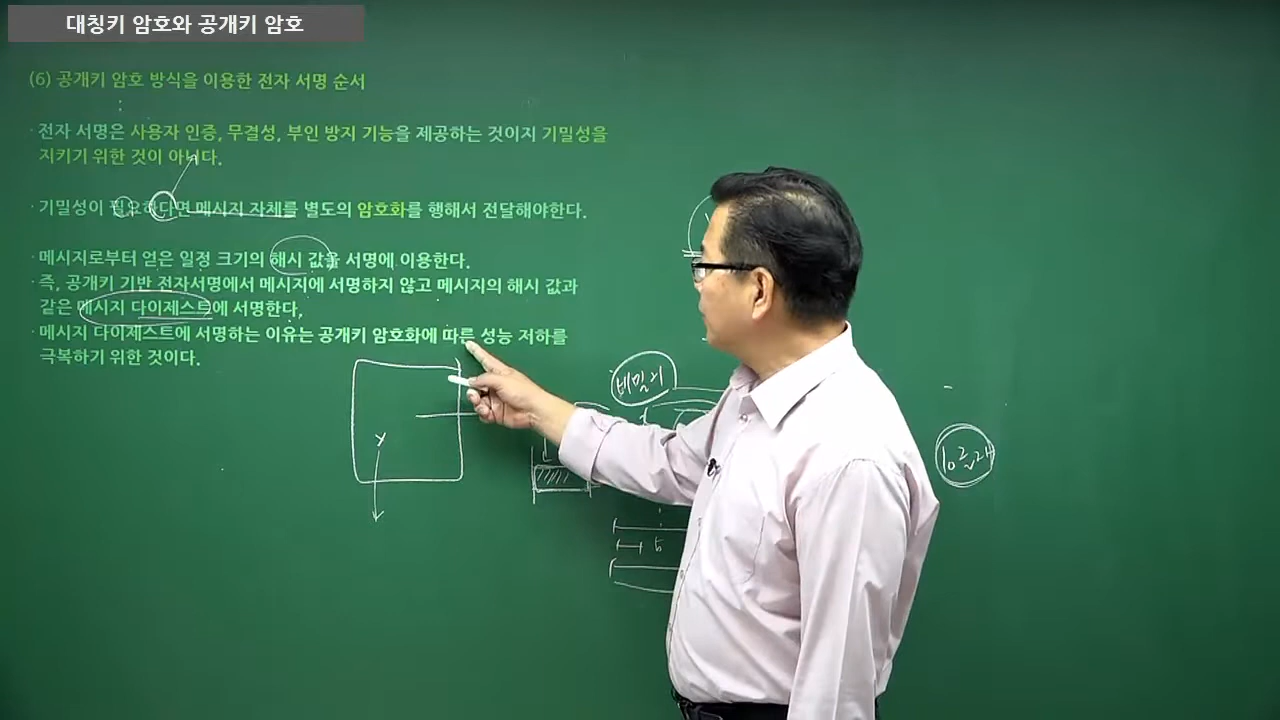 대칭키 암호와 공개키 암호
(6) 공개키 암호 방식을 이용한 전자 서명 순서
· 전자 서명은 사용자 인증, 무결성, 부인 방지 기능을 제공하는 것이지 기밀성을
지키기 위한 것이 아니다.
· 기밀성이 필요하다면 메시지 자체를 별도의 암호화를 행해서 전달해야한다.
· 메시지로부터 얻은 일정 크기의 해시 값을 서명에 이용한다.
· 즉, 공개키 기반 전자서명에서 메시지에 서명하지 않고 메시지의 해시 값과
같은 메시지 다이제스트에 서명한다,
· 메시지 다이제스트에 서명하는 이유는 공개키 암호화에 따른 성능 저하를
극복하기 위한 것이다.
비밀키